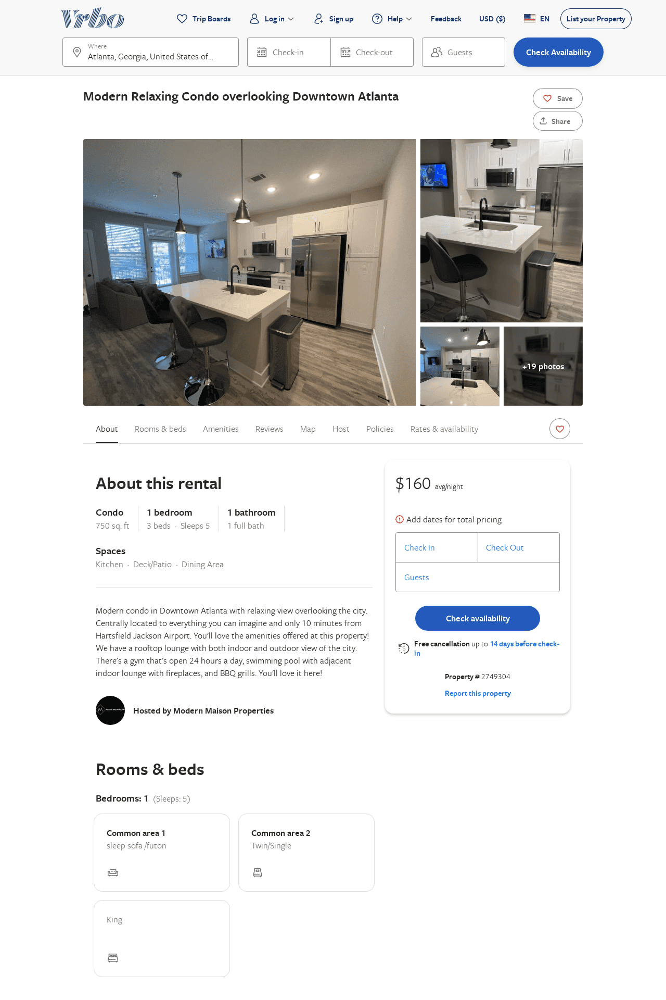 Vrbo
Trip Boards
Log in
Sign up
Help
Feedback
USD ($)
EN
List your Property
Where
Atlanta, Georgia, United States of...
Check-in
Check-out
Guests
Check Availability
Modern Relaxing Condo overlooking Downtown Atlanta
Save
Share
+19 photos
About
Rooms & beds
Amenities
Reviews
Map
Host
Policies
Rates & availability
About this rental
Condo
750 sq. ft
1 bedroom
3 beds · Sleeps 5
1 bathroom
1 full bath
Spaces
Kitchen · Deck/Patio · Dining Area
Modern condo in Downtown Atlanta with relaxing view overlooking the city.
Centrally located to everything you can imagine and only 10 minutes from
Hartsfield Jackson Airport. You'll love the amenities offered at this property!
We have a rooftop lounge with both indoor and outdoor view of the city.
There's a gym that's open 24 hours a day, swimming pool with adjacent
indoor lounge with fireplaces, and BBQ grills. You'll love it here!
Hosted by Modern Maison Properties
$160 avg/night
Add dates for total pricing
Check In
Check Out
Guests
Check availability
Free cancellation up to 14 days before check-
in
Property # 2749304
Report this property
Rooms & beds
Bedrooms: 1 (Sleeps: 5)
Common area 1
sleep sofa /futon
Common area 2
Twin/Single
King